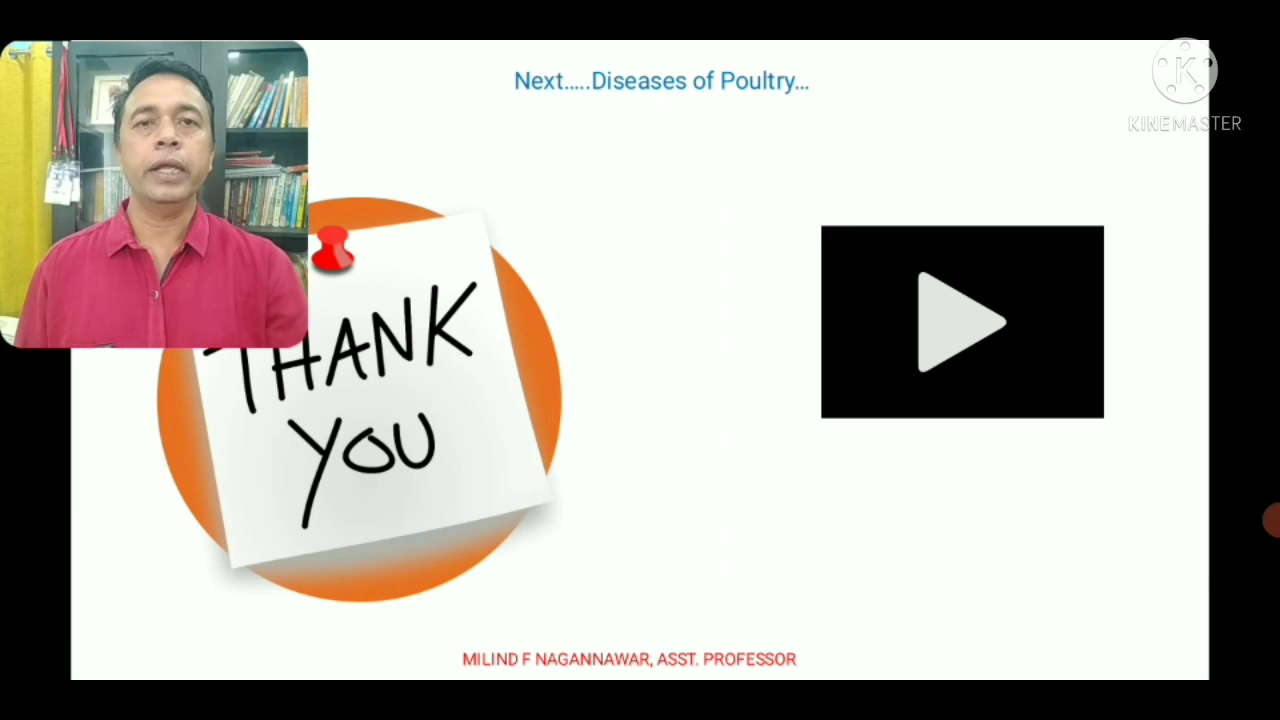 Next.....Diseases of Poultry...
KINEMASTER
THANK
YOU
MILIND F NAGANNAWAR, ASST. PROFESSOR